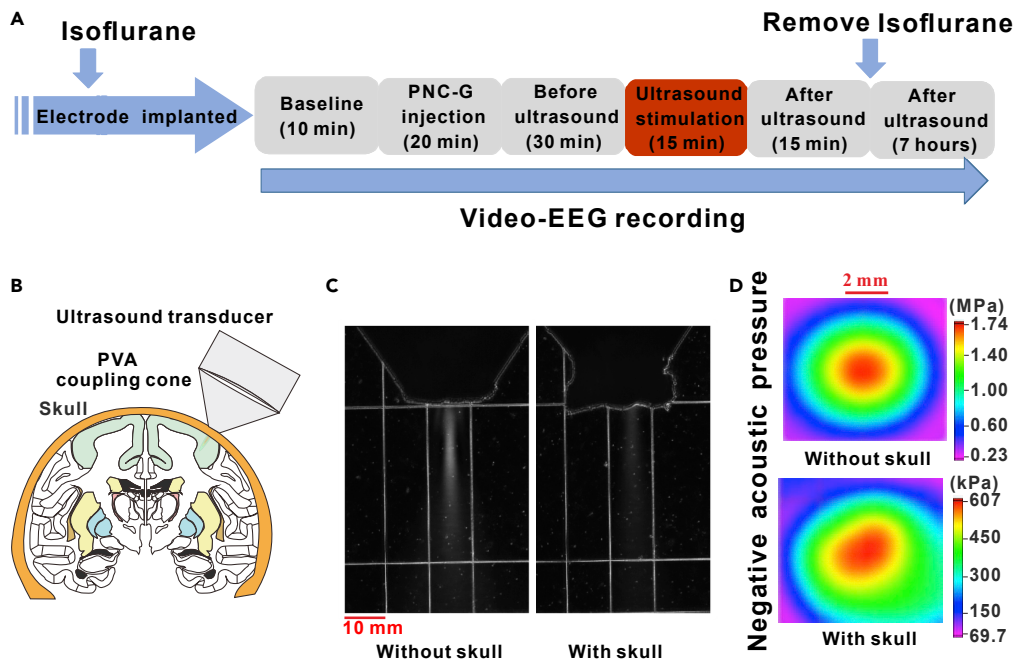 A
Isoflurane
Remove Isoflurane
Electrode implanted
Baseline
(10 min)
PNC-G
injection
(20 min)
Before
ultrasound
(30 min)
Ultrasound
stimulation
(15 min)
After
ultrasound
(15 min)
After
ultrasound
(7 hours)
Video-EEG recording
B
Ultrasound transducer
PVA
coupling cone
Skull
C
10 mm
Without skull
With skull
D
Negative acoustic pressure
2 mm
(MPa)
1.74
1.40
1.00
0.60
0.23
Without skull
(kPa)
607
450
300
150
69.7
With skull